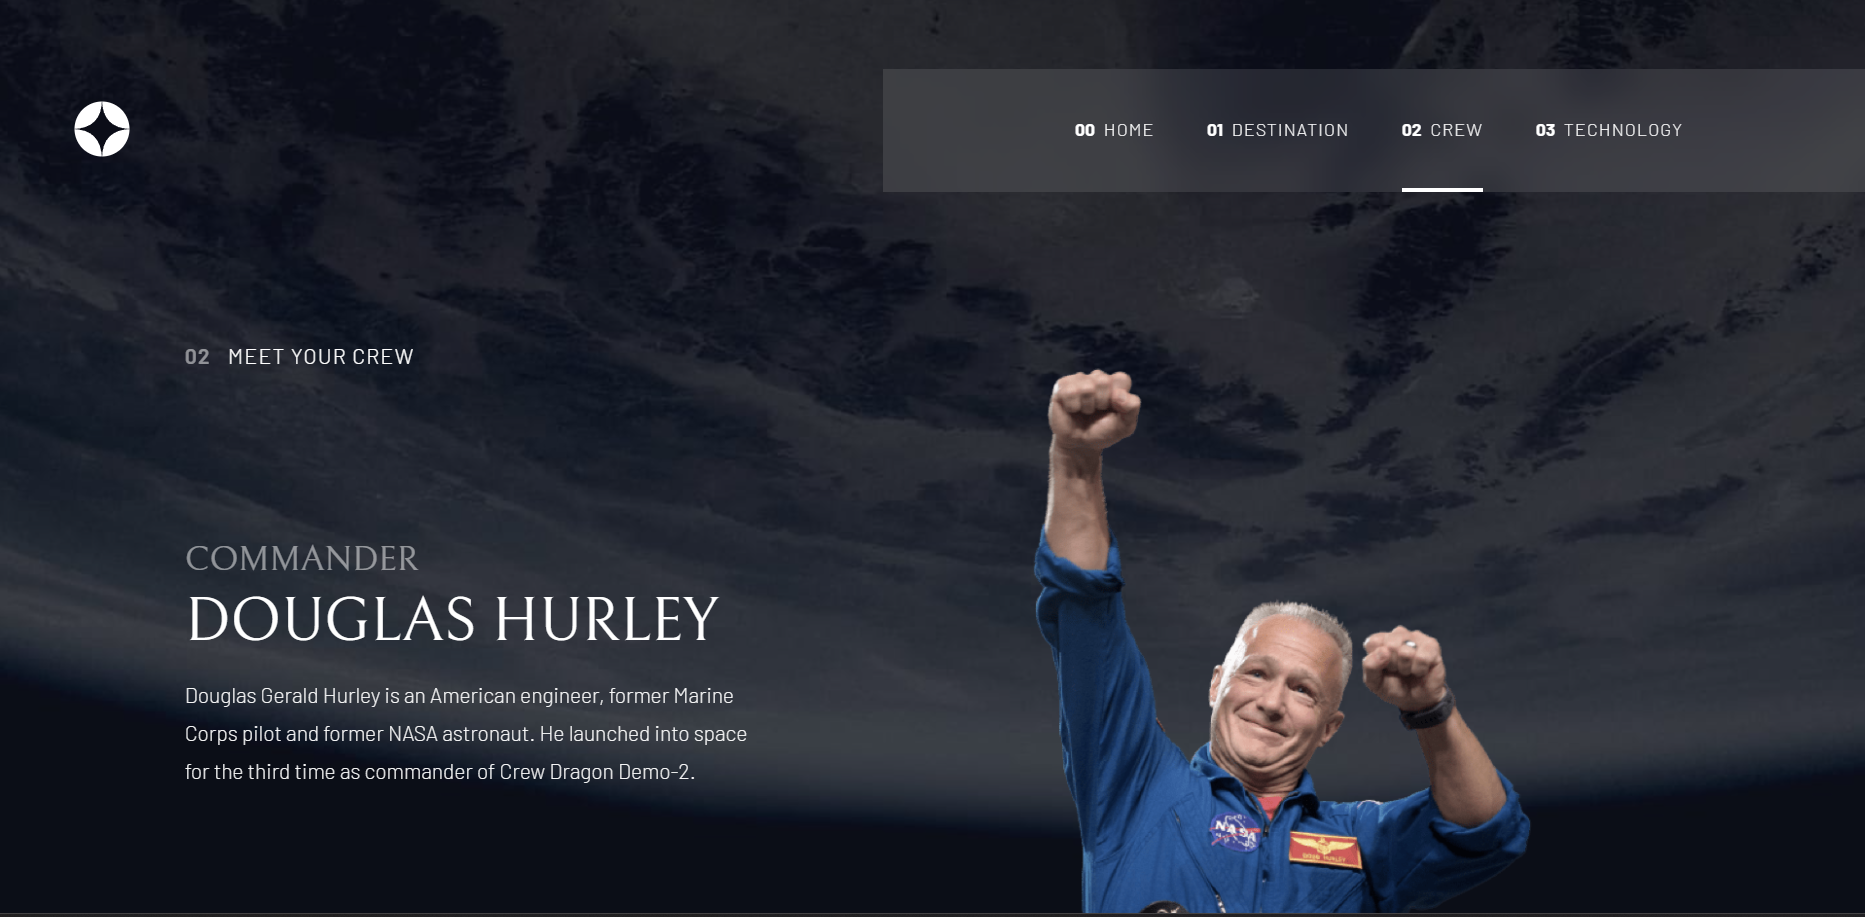 00 HOME 01 DESTINATION 02 CREW 03 TECHNOLOGY
02 MEET YOUR CREW
COMMANDER
DOUGLAS HURLEY
Douglas Gerald Hurley is an American engineer, former Marine
Corps pilot and former NASA astronaut. He launched into space
for the third time as commander of Crew Dragon Demo-2.
NASA